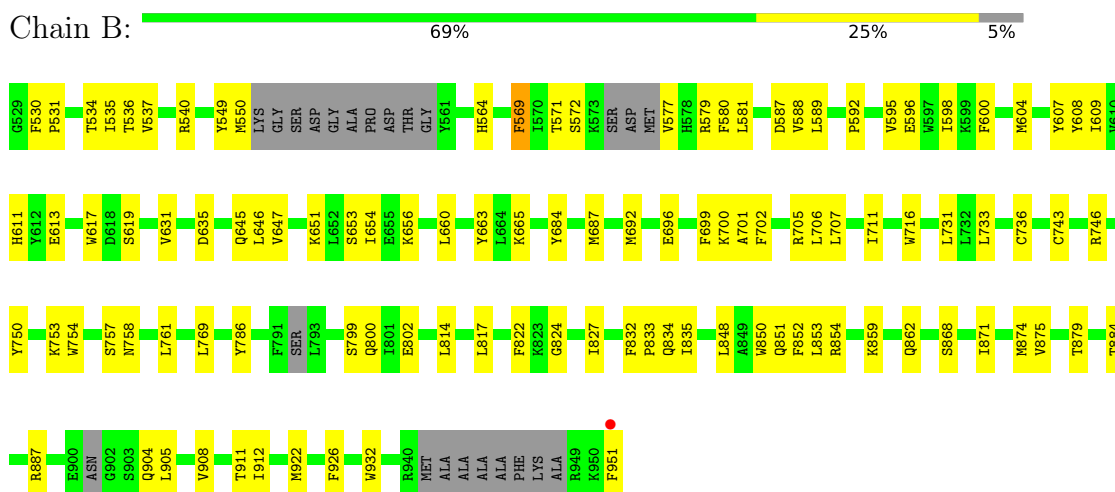 Chain B:
69% 25% 5%
G529 F530 P531 T534 I535 T536 V537 R540 Y549 M550 LYS GLY SER ASP GLY ALA PRO ASP THR GLY Y561 H564 F569 I570 T571 S572 K573 SER ASP MET V577 H578 R579 F580 L581 D587 V588 L589 P592 V595 E596 W597 I598 K599 F600 M604 Y607 Y608 I609
H611 Y612 E613 W617 D618 S619 V631 D635 Q645 L646 V647 K651 L652 S653 I654 E655 K656 L660 Y663 L664 K665 Y684 M687 M692 E696 F699 K700 A701 F702 R705 L706 L707 I711 W716 L731 L732 L733 C736 C743 R746
Y750 K753 W754 S757 N758 L761 L769 Y786 F791 SER L793 S799 Q800 I801 E802 L814 L817 F822 K823 G824 I827 F832 P833 Q834 I835 L848 A849 W850 Q851 F852 L853 R854 K859 Q862 S868 I871 M874 V875 T879
R887 E900 ASN G902 S903 Q904 L905 V908 T911 I912 M922 F926 W932 R940 MET ALA ALA ALA ALA PHE LYS ALA R949 K950 F951